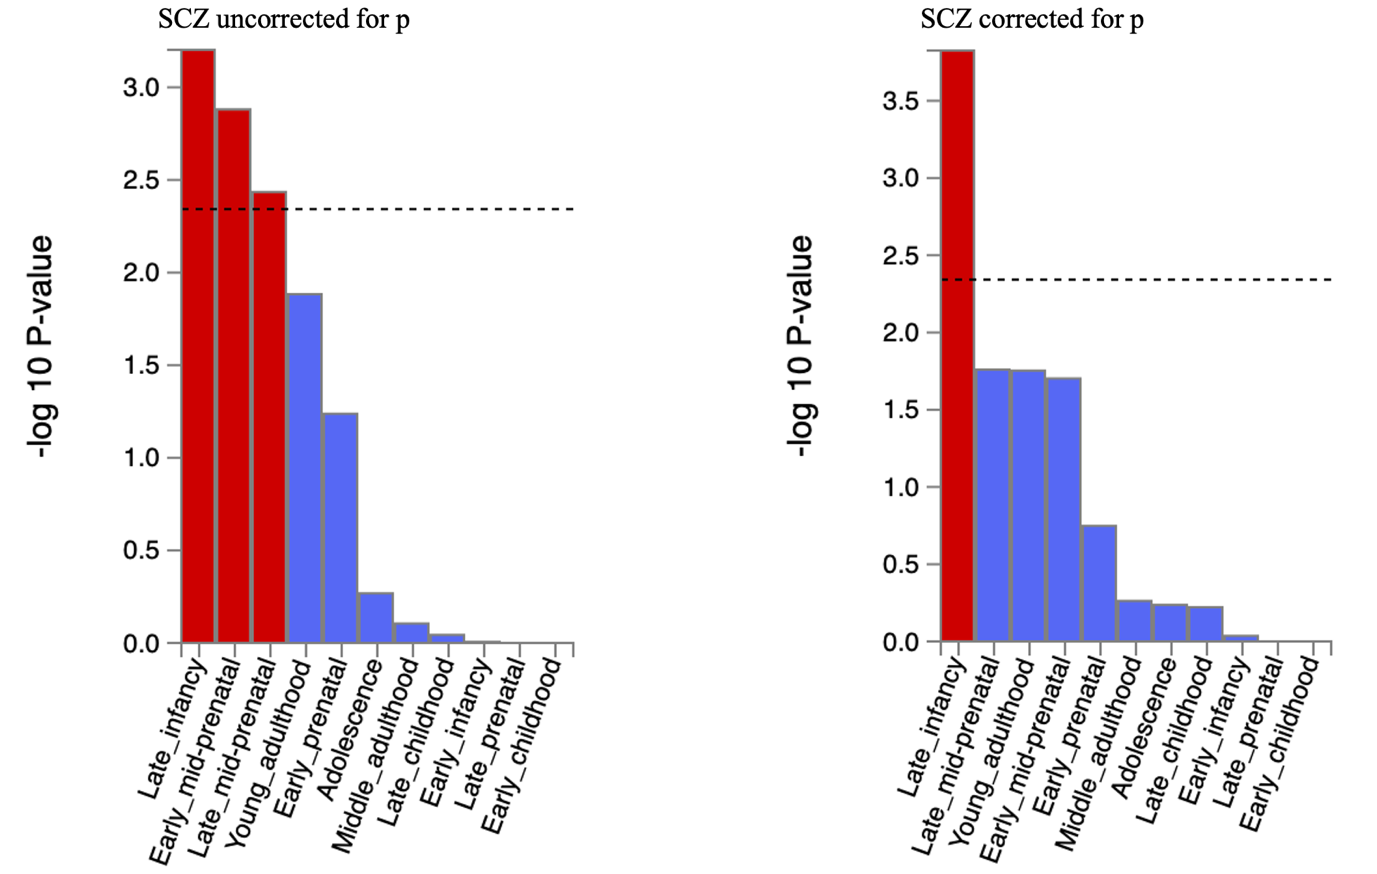 SCZ uncorrected for p
-log 10 P-value
3.0
2.5
2.0
1.5
1.0
0.5
0.0
Late_infancy
Early_mid-prenatal
Late_mid-prenatal
Young_adulthood
Early_prenatal
Adolescence
Middle_adulthood
Late_childhood
Early_infancy
Late_prenatal
Early_childhood
SCZ corrected for p
-log 10 P-value
3.5
3.0
2.5
2.0
1.5
1.0
0.5
0.0
Late_infancy
Late_mid-prenatal
Young_adulthood
Early_mid-prenatal
Early_prenatal
Middle_adulthood
Adolescence
Late_childhood
Early_infancy
Late_prenatal
Early_childhood